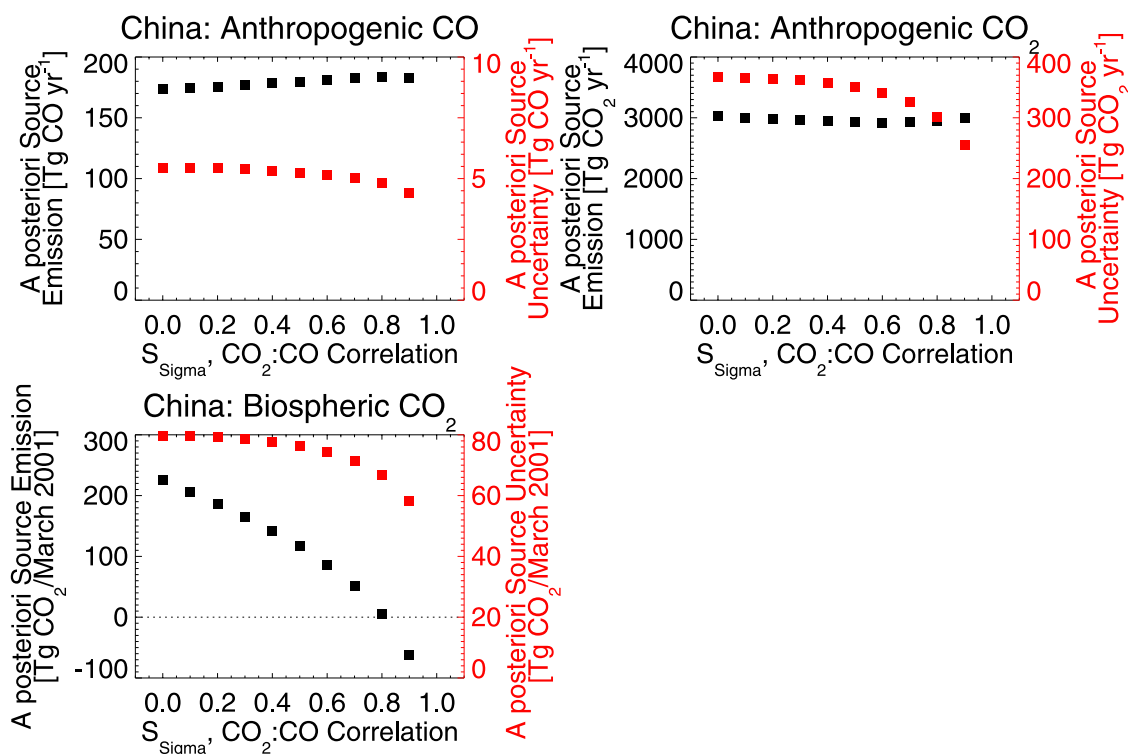 China: Anthropogenic CO
200
150
100
50
0
A posteriori Source
Emission [Tg CO yr⁻¹]
10
5
0
A posteriori Source
Uncertainty [Tg CO yr⁻¹]
0.0 0.2 0.4 0.6 0.8 1.0
S_Sigma, CO₂:CO Correlation
China: Anthropogenic CO₂
4000
3000
2000
1000
0
A posteriori Source
Emission [Tg CO₂ yr⁻¹]
400
300
200
100
0
A posteriori Source
Uncertainty [Tg CO₂ yr⁻¹]
0.0 0.2 0.4 0.6 0.8 1.0
S_Sigma, CO₂:CO Correlation
China: Biospheric CO₂
300
200
100
0
-100
A posteriori Source Emission
[Tg CO₂/March 2001]
80
60
40
20
0
A posteriori Source Uncertainty
[Tg CO₂/March 2001]
0.0 0.2 0.4 0.6 0.8 1.0
S_Sigma, CO₂:CO Correlation